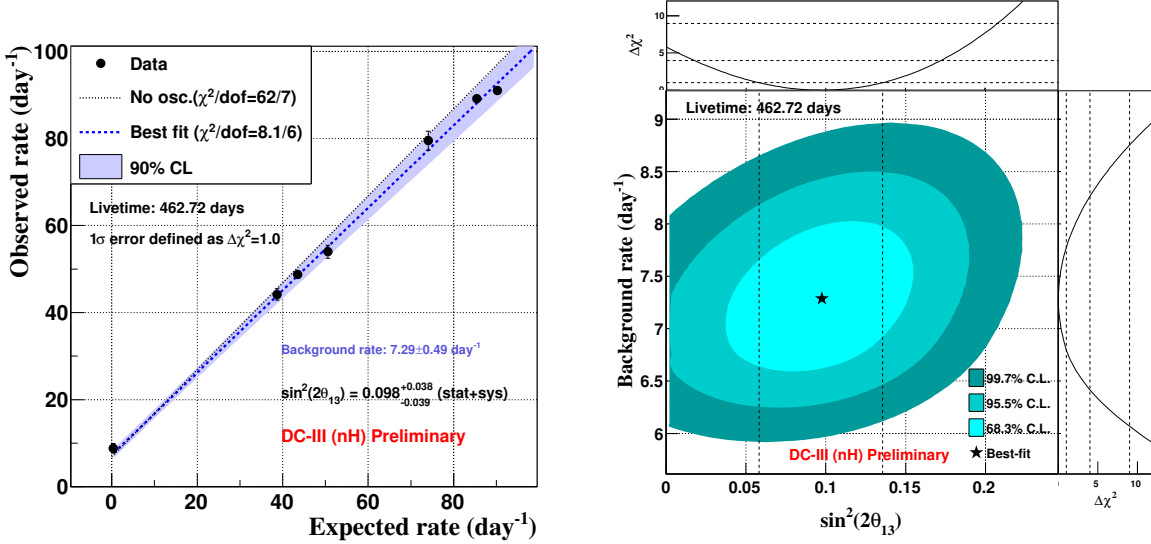 Observed rate (day⁻¹)
100
80
60
40
20
0
Data
No osc.(χ²/dof=62/7)
Best fit (χ²/dof=8.1/6)
90% CL
Livetime: 462.72 days
1σ error defined as Δχ²=1.0
Background rate: 7.29±0.49 day⁻¹
sin²(2θ₁₃) = 0.098 +0.038 -0.039 (stat+sys)
DC-III (nH) Preliminary
0 20 40 60 80
Expected rate (day⁻¹)
Δχ²
10
5
0
Livetime: 462.72 days
Background rate (day⁻¹)
9
8.5
8
7.5
7
6.5
6
99.7% C.L.
95.5% C.L.
68.3% C.L.
Best-fit
DC-III (nH) Preliminary
0 0.05 0.1 0.15 0.2
sin²(2θ₁₃)
5 10
Δχ²